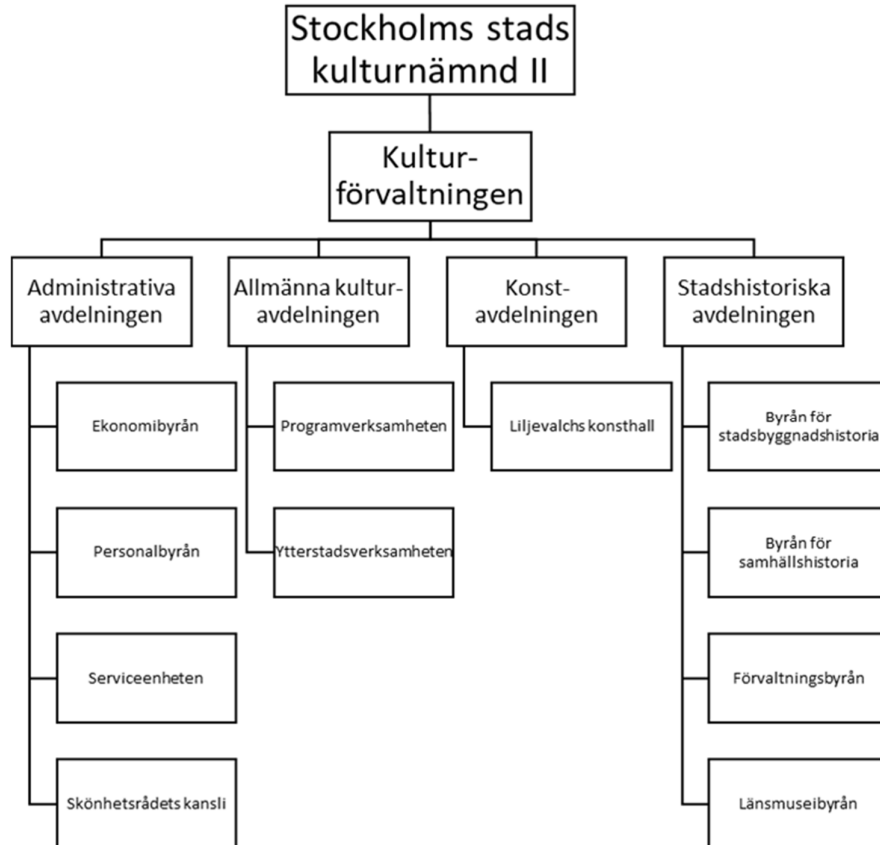 Stockholms stads
kulturnämnd II
Kultur-
förvaltningen
Administrativa
avdelningen
Allmänna kultur-
avdelningen
Konst-
avdelningen
Stadshistoriska
avdelningen
Ekonomibyrån
Personalbyrån
Serviceenheten
Skönhetsrådets kansli
Programverksamheten
Ytterstadsverksamheten
Liljevalchs konsthall
Byrån för
stadsbyggnadshistoria
Byrån för
samhällshistoria
Förvaltningsbyrån
Länsmuseibyrån